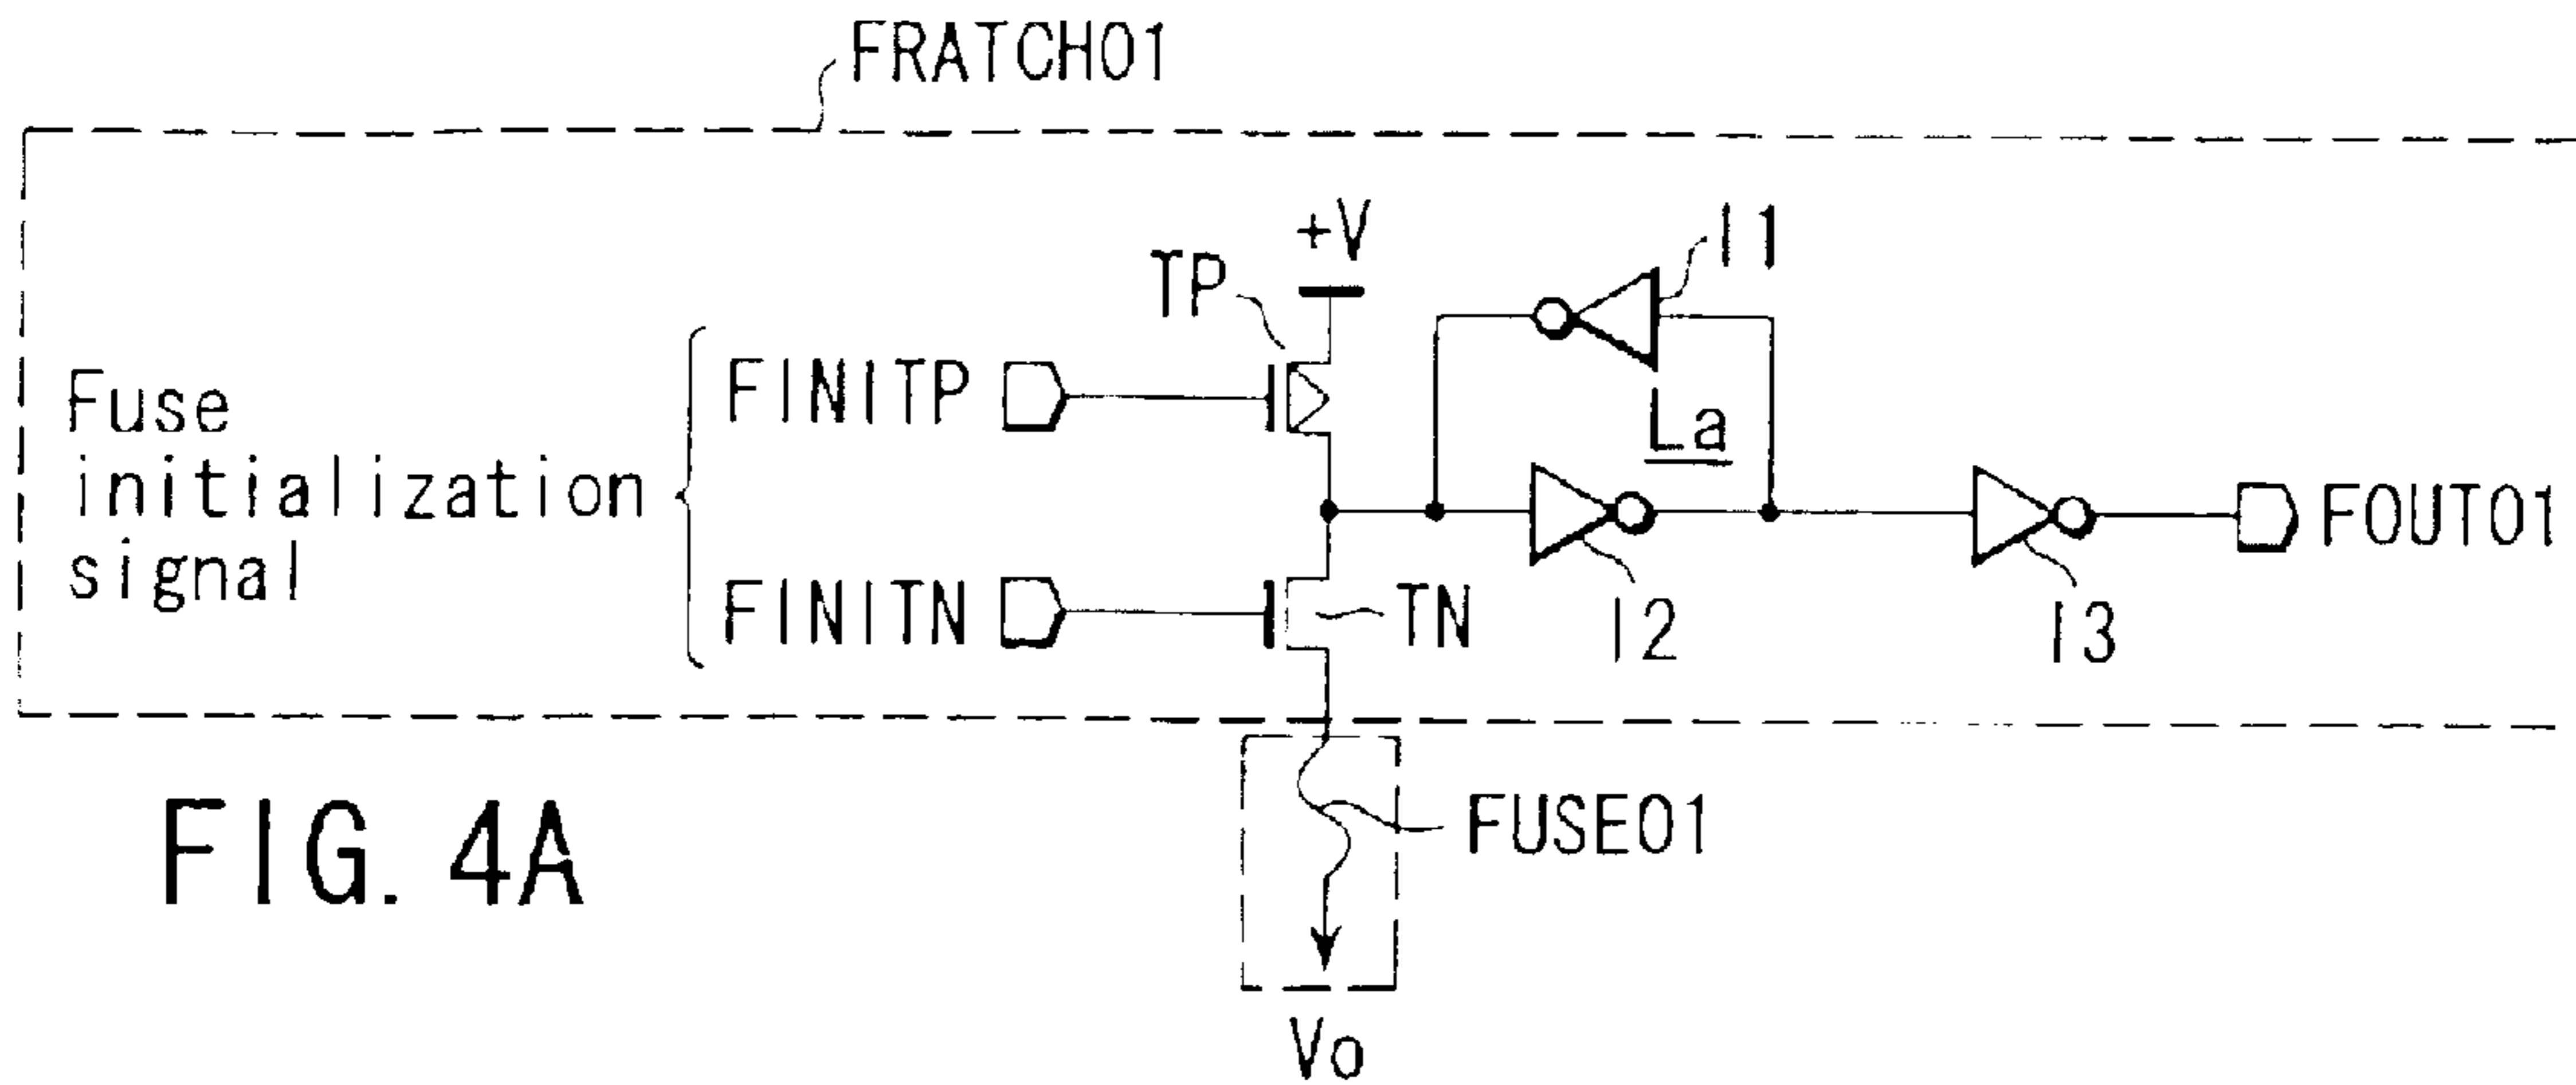 FRATCH01
+V
TP
I1
Fuse
initialization
signal
FINITP
La
FOUT01
FINITN
TN
I2
I3
FUSE01
FIG. 4A
Vo